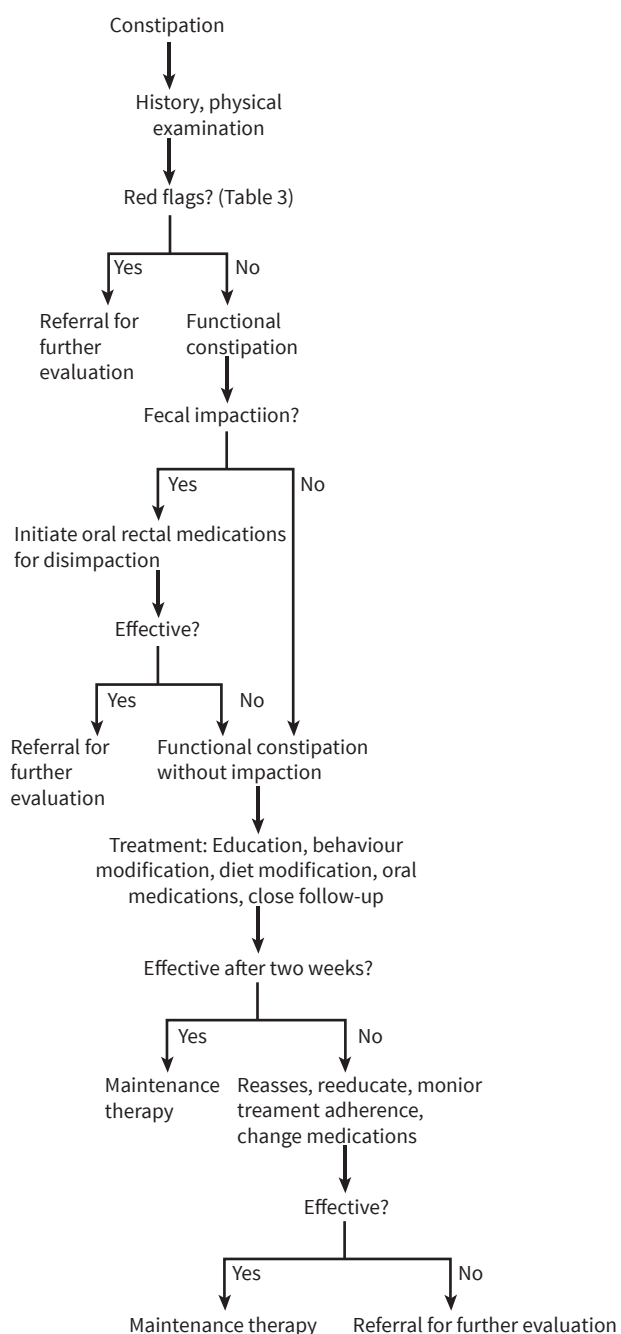 Constipation
History, physical
examination
Red flags? (Table 3)
Yes
No
Referral for
further
evaluation
Functional
constipation
Fecal impactiion?
Yes
No
Initiate oral rectal medications
for disimpaction
Effective?
Yes
No
Referral for
further
evaluation
Functional constipation
without impaction
Treatment: Education, behaviour
modification, diet modification, oral
medications, close follow-up
Effective after two weeks?
Yes
No
Maintenance
therapy
Reasses, reeducate, monior
treament adherence,
change medications
Effective?
Yes
No
Maintenance therapy
Referral for further evaluation